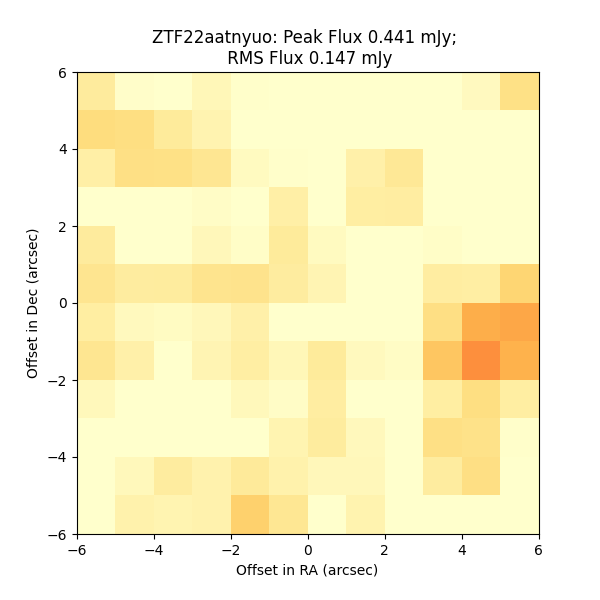 ZTF22aatnyuo: Peak Flux 0.441 mJy;
RMS Flux 0.147 mJy
6
4
2
0
−2
−4
−6
Offset in Dec (arcsec)
−6 −4 −2 0 2 4 6
Offset in RA (arcsec)